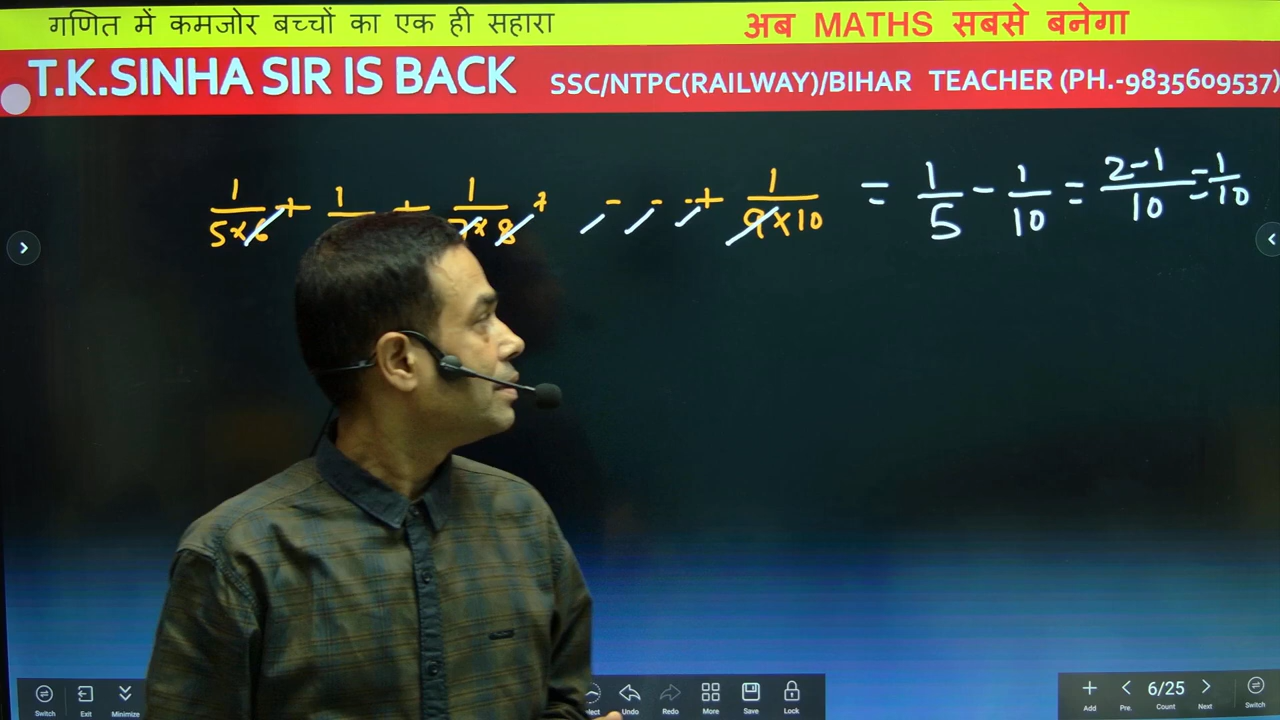 गणित में कमजोर बच्चों का एक ही सहारा
अब MATHS सबसे बनेगा
T.K.SINHA SIR IS BACK SSC/NTPC(RAILWAY)/BIHAR TEACHER (PH.-9835609537)
1/5×6 + 1/ + 1/7×8 + - - - + 1/9×10 = 1/5 - 1/10 = 2-1/10 = 1/10
Switch Exit Minimize Undo Redo More Save Lock Add Pre. 6/25 Count Next Switch